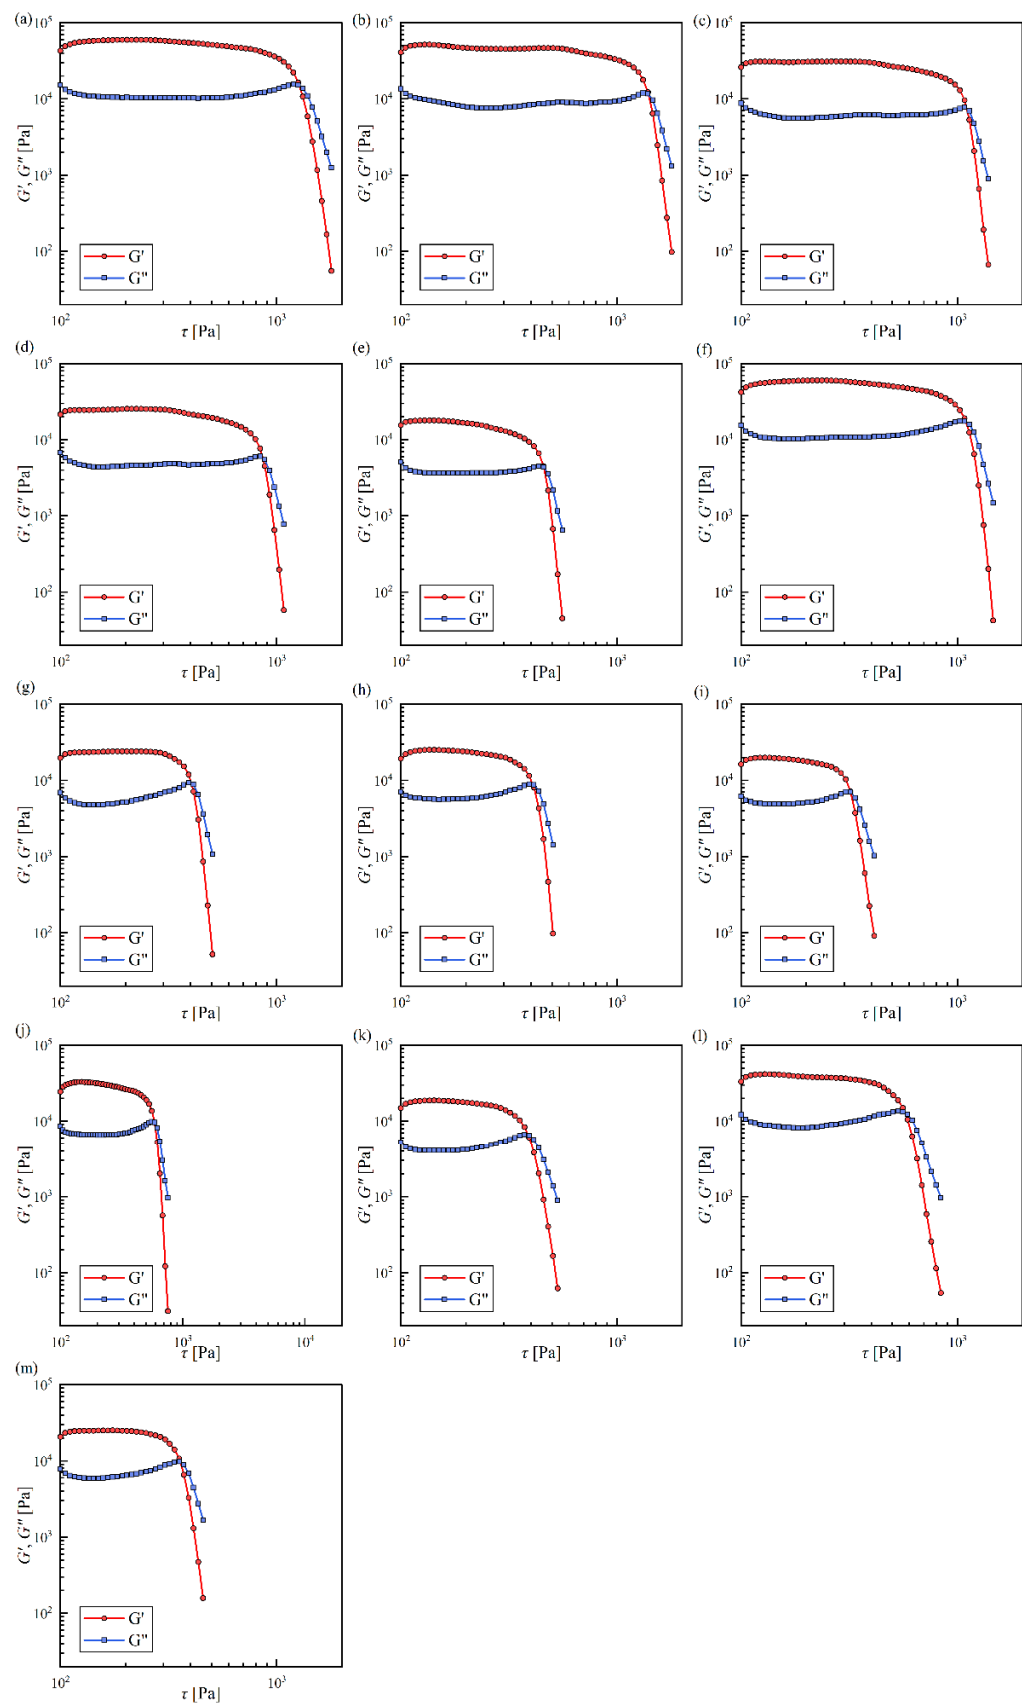 (a) (b) (c)
10⁵ 10⁵ 10⁵
10⁴ 10⁴ 10⁴
G', G'' [Pa] G', G'' [Pa] G', G'' [Pa]
10³ 10³ 10³
10² 10² 10²
G' G' G'
G'' G'' G''
10² 10³ 10² 10³ 10² 10³
τ [Pa] τ [Pa] τ [Pa]
(d) (e) (f)
10⁵ 10⁵ 10⁵
10⁴ 10⁴ 10⁴
G', G'' [Pa] G', G'' [Pa] G', G'' [Pa]
10³ 10³ 10³
10² 10² 10²
G' G' G'
G'' G'' G''
10² 10³ 10² 10³ 10² 10³
τ [Pa] τ [Pa] τ [Pa]
(g) (h) (i)
10⁵ 10⁵ 10⁵
10⁴ 10⁴ 10⁴
G', G'' [Pa] G', G'' [Pa] G', G'' [Pa]
10³ 10³ 10³
10² 10² 10²
G' G' G'
G'' G'' G''
10² 10³ 10² 10³ 10² 10³
τ [Pa] τ [Pa] τ [Pa]
(j) (k) (l)
10⁵ 10⁵ 10⁵
10⁴ 10⁴ 10⁴
G', G'' [Pa] G', G'' [Pa] G', G'' [Pa]
10³ 10³ 10³
10² 10² 10²
G' G' G'
G'' G'' G''
10² 10³ 10⁴ 10² 10³ 10² 10³
τ [Pa] τ [Pa] τ [Pa]
(m)
10⁵
10⁴
G', G'' [Pa]
10³
10²
G'
G''
10² 10³
τ [Pa]